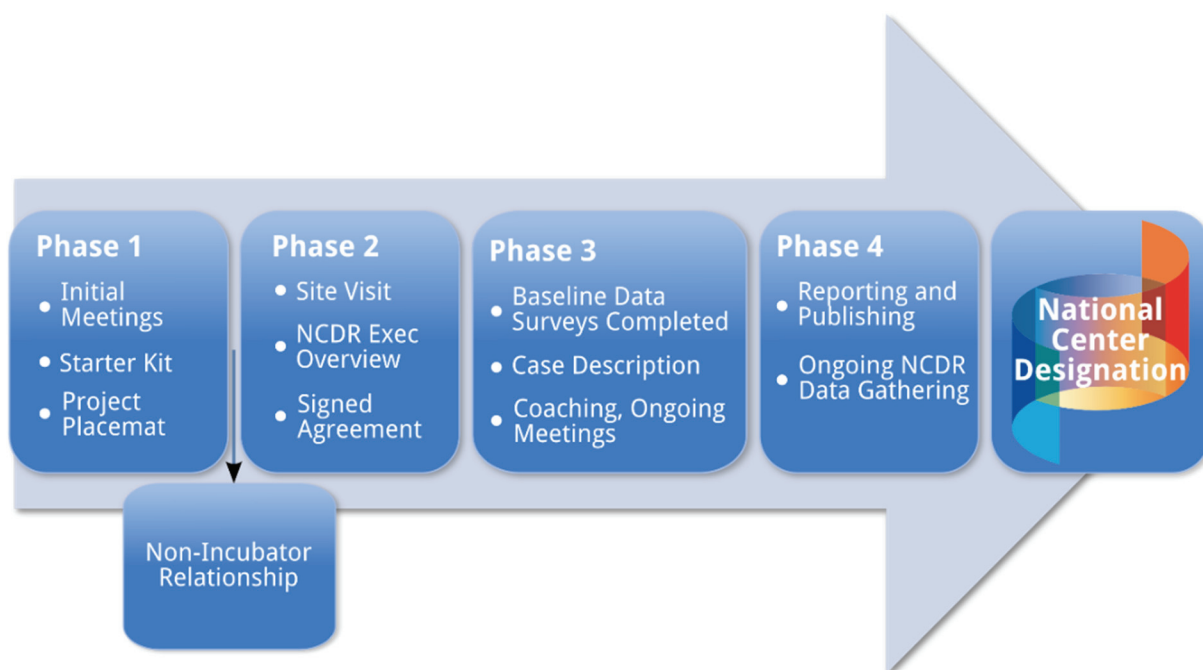 Phase 1
Initial
Meetings
Starter Kit
Project
Placemat
Non-Incubator
Relationship
Phase 2
Site Visit
NCDR Exec
Overview
Signed
Agreement
Phase 3
Baseline Data
Surveys Completed
Case Description
Coaching, Ongoing
Meetings
Phase 4
Reporting and
Publishing
Ongoing NCDR
Data Gathering
National
Center
Designation